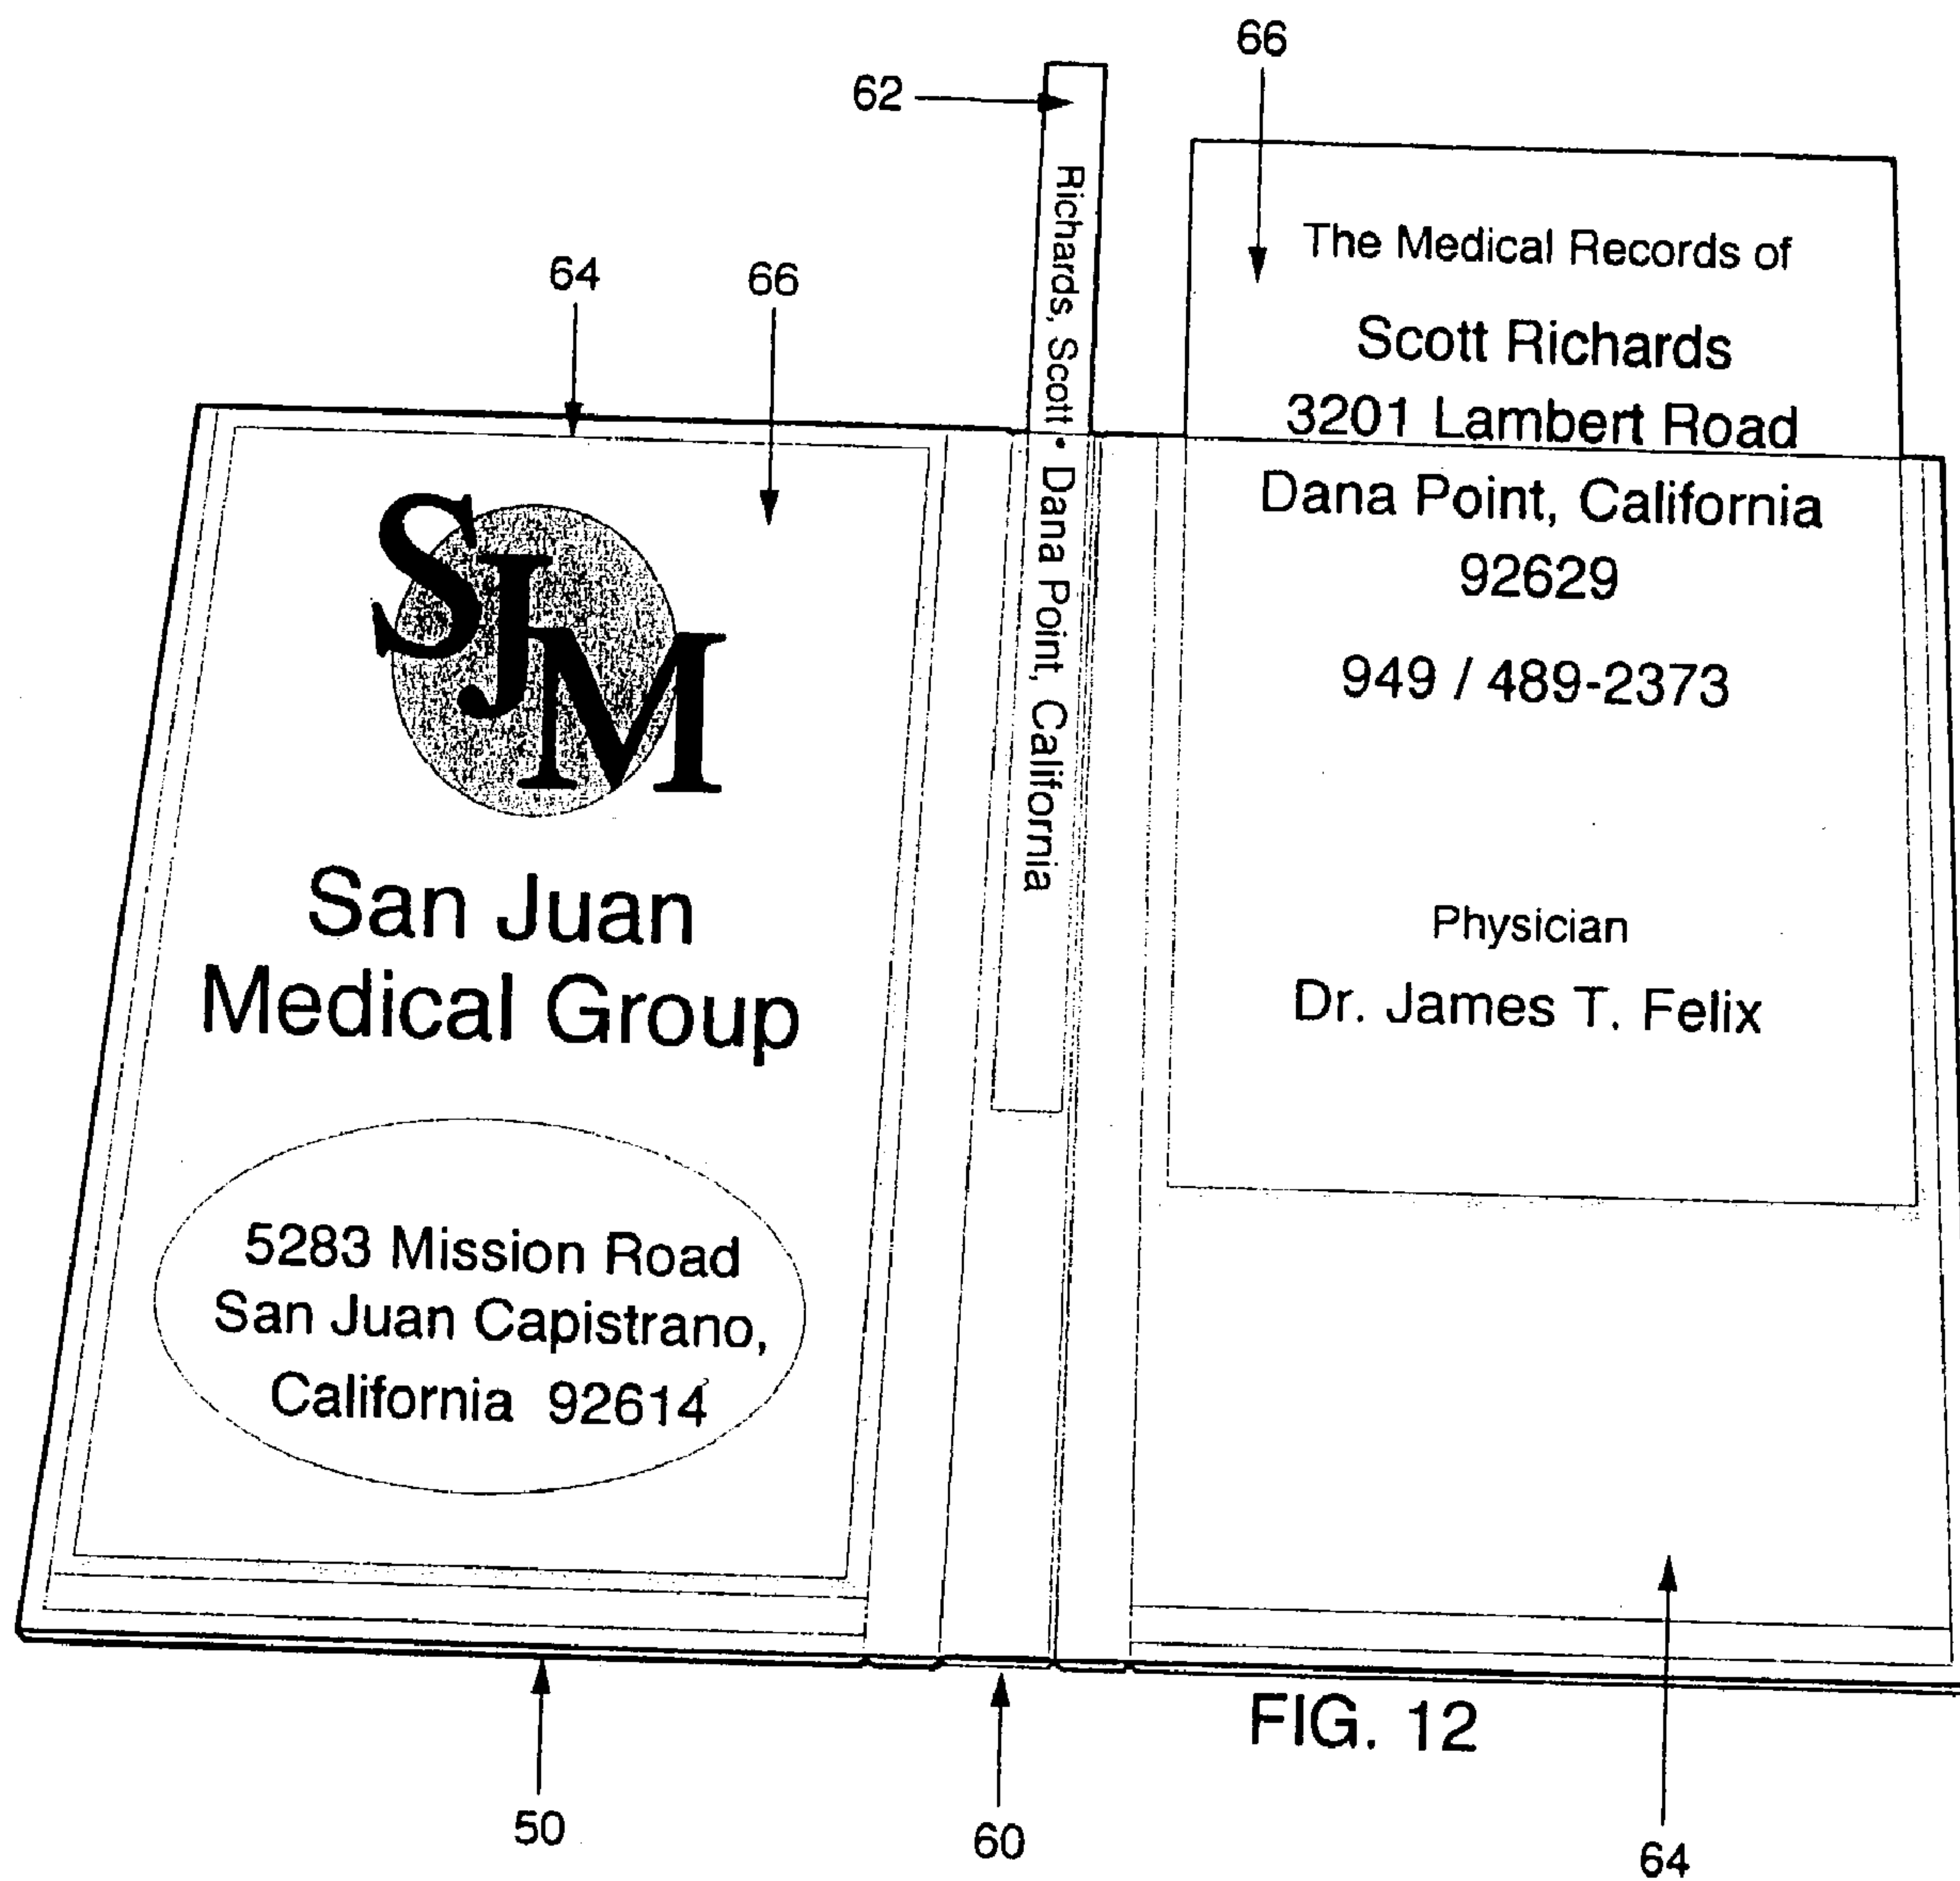 66
62
64
66
SJM
San Juan
Medical Group
5283 Mission Road
San Juan Capistrano,
California 92614
Richards, Scott • Dana Point, California
The Medical Records of
Scott Richards
3201 Lambert Road
Dana Point, California
92629
949 / 489-2373
Physician
Dr. James T. Felix
FIG. 12
50
60
64